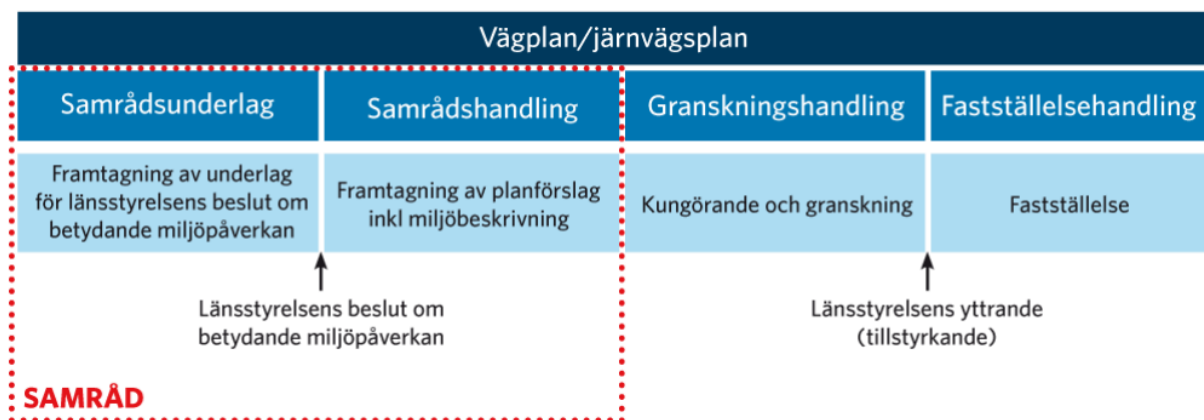 Vägplan/järnvägsplan
Samrådsunderlag
Samrådshandling
Granskningshandling
Fastställelsehandling
Framtagning av underlag
för länsstyrelsens beslut om
betydande miljöpåverkan
Framtagning av planförslag
inkl miljöbeskrivning
Kungörande och granskning
Fastställelse
Länsstyrelsens beslut om
betydande miljöpåverkan
Länsstyrelsens yttrande
(tillstyrkande)
SAMRÅD